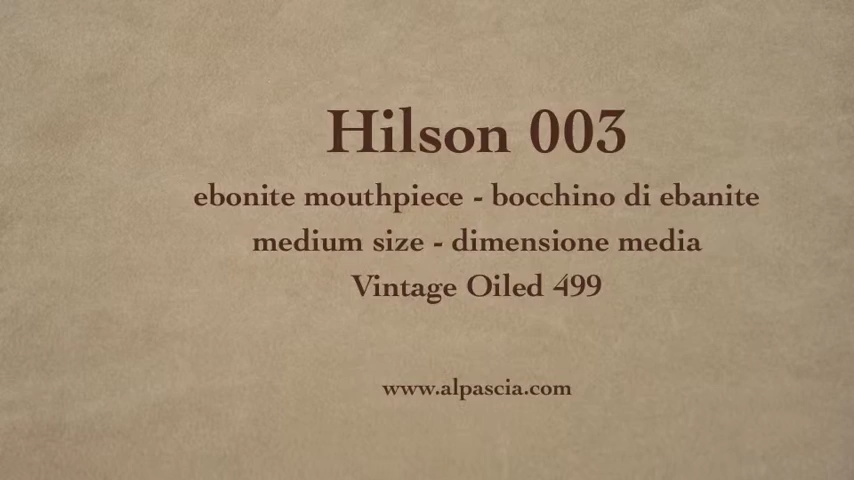 Hilson 003
ebonite mouthpiece - bocchino di ebanite
medium size - dimensione media
Vintage Oiled 499
www.alpascia.com